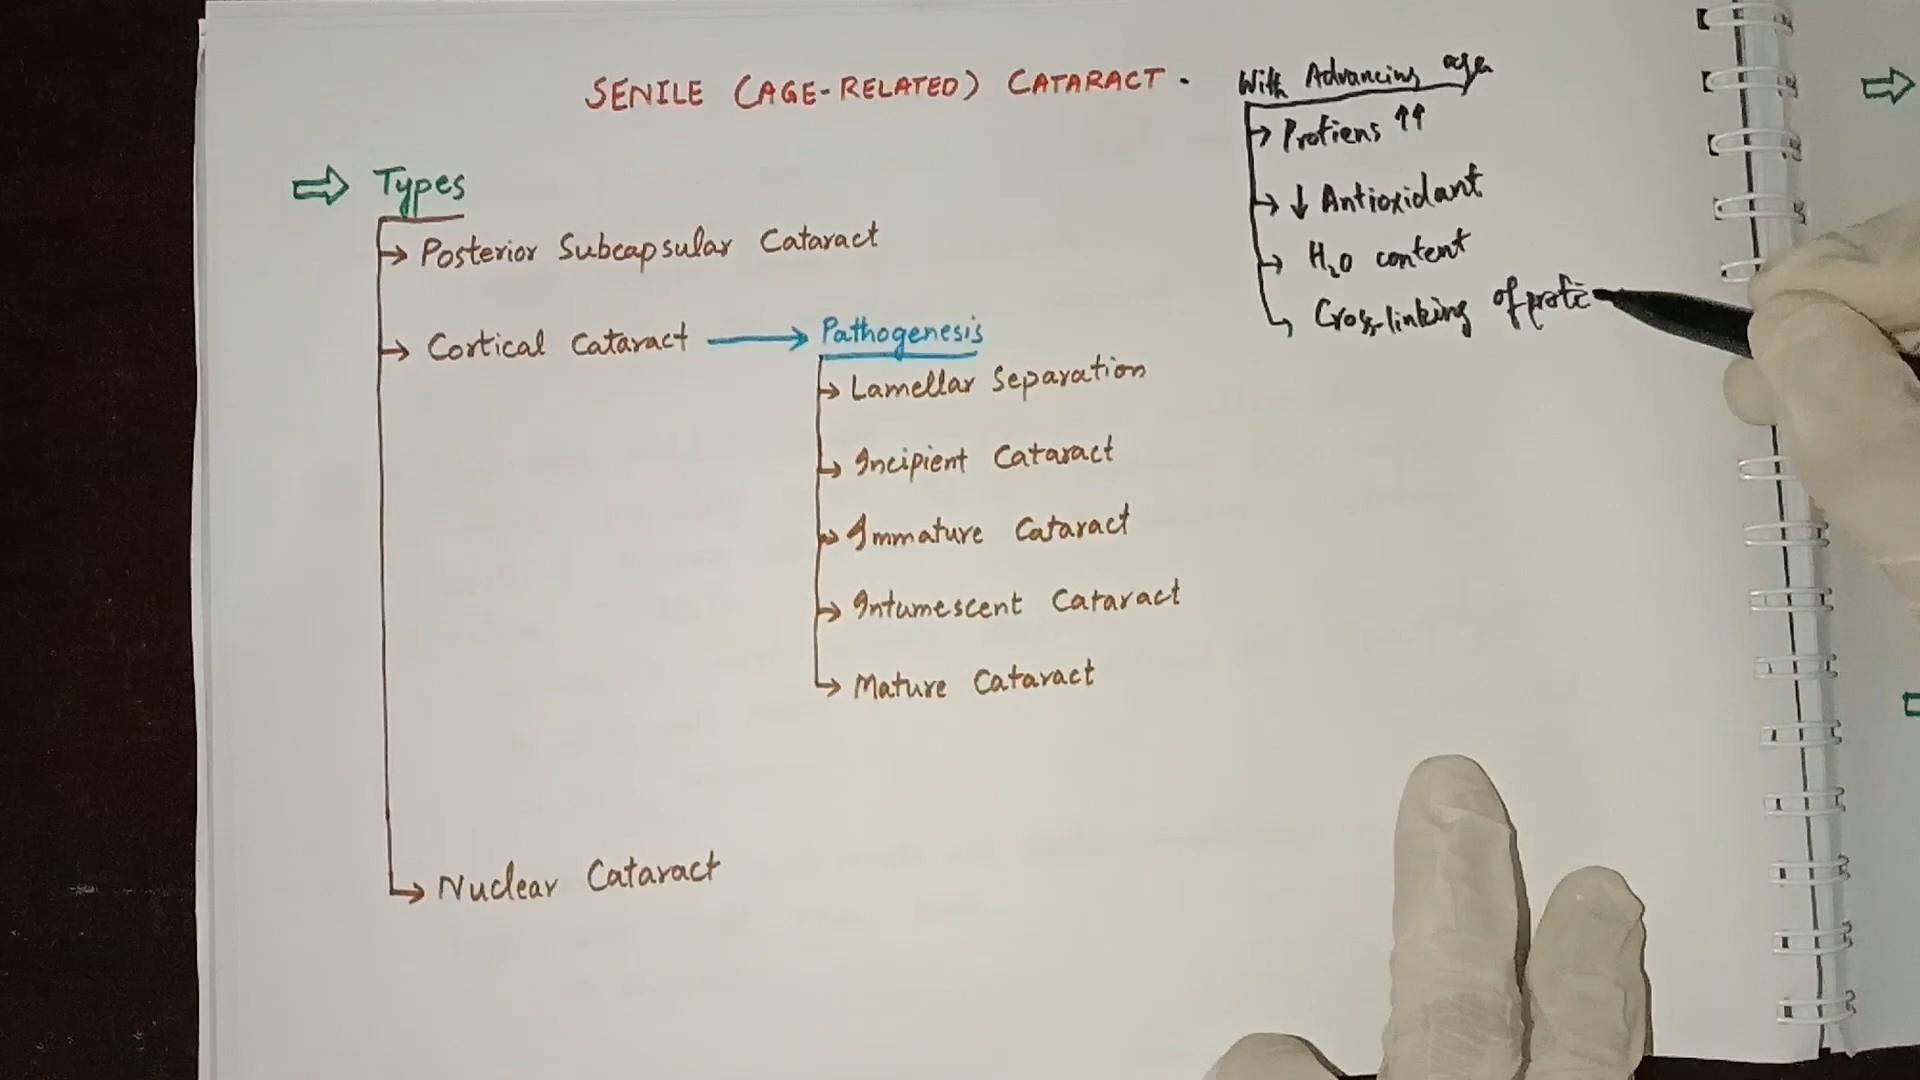 SENILE (AGE-RELATED) CATARACT -
With Advancing age
Protiens ↑↑
↓ Antioxidant
H₂O content
Cross-linking of protie
⇒ Types
Posterior Subcapsular Cataract
Cortical Cataract → Pathogenesis
Lamellar Separation
Incipient Cataract
Immature Cataract
Intumescent Cataract
Mature Cataract
Nuclear Cataract